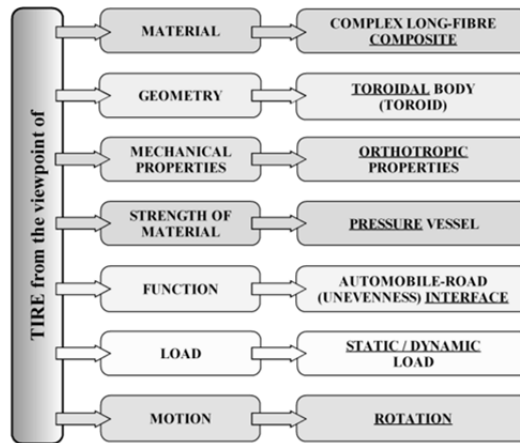 TIRE from the viewpoint of
MATERIAL
COMPLEX LONG-FIBRE
COMPOSITE
GEOMETRY
TOROIDAL BODY
(TOROID)
MECHANICAL
PROPERTIES
ORTHOTROPIC
PROPERTIES
STRENGTH OF
MATERIAL
PRESSURE VESSEL
FUNCTION
AUTOMOBILE-ROAD
(UNEVENNESS) INTERFACE
LOAD
STATIC / DYNAMIC
LOAD
MOTION
ROTATION